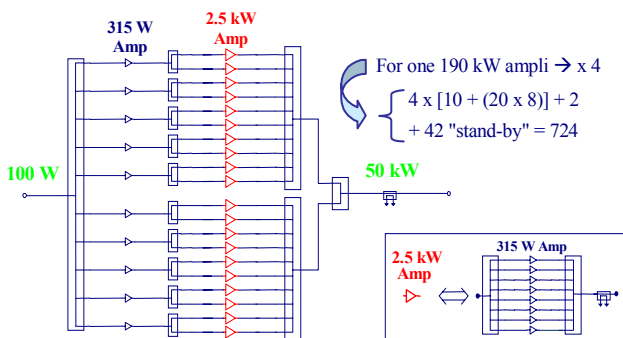 315 W
Amp
2.5 kW
Amp
For one 190 kW ampli → x 4
4 x [10 + (20 x 8)] + 2
+ 42 "stand-by" = 724
100 W
50 kW
2.5 kW
Amp
315 W Amp